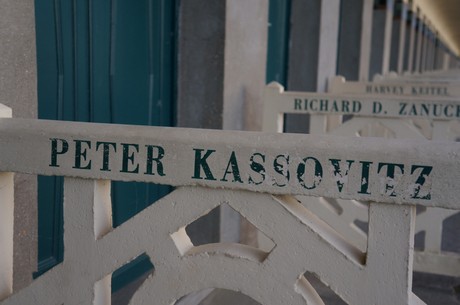 HARVEY KEITEL
RICHARD D. ZANUCK
PETER KASSOVITZ